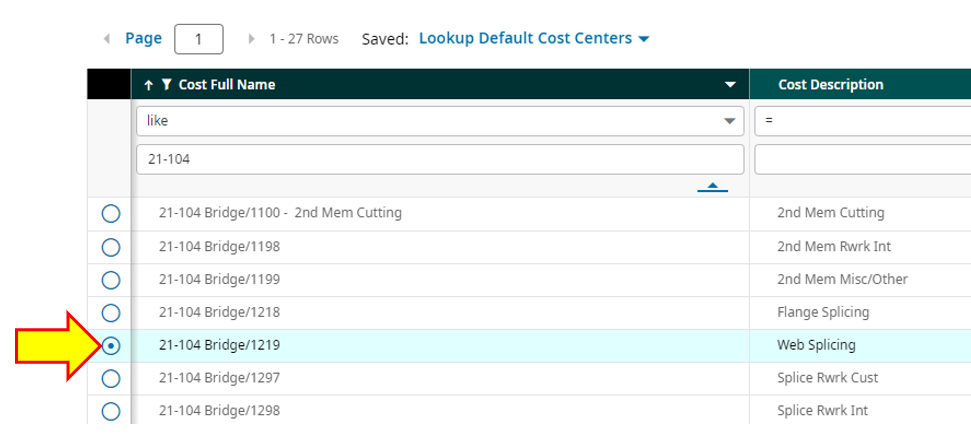 Page 1 1 - 27 Rows Saved: Lookup Default Cost Centers
Cost Full Name Cost Description
like =
21-104
21-104 Bridge/1100 - 2nd Mem Cutting 2nd Mem Cutting
21-104 Bridge/1198 2nd Mem Rwrk Int
21-104 Bridge/1199 2nd Mem Misc/Other
21-104 Bridge/1218 Flange Splicing
21-104 Bridge/1219 Web Splicing
21-104 Bridge/1297 Splice Rwrk Cust
21-104 Bridge/1298 Splice Rwrk Int